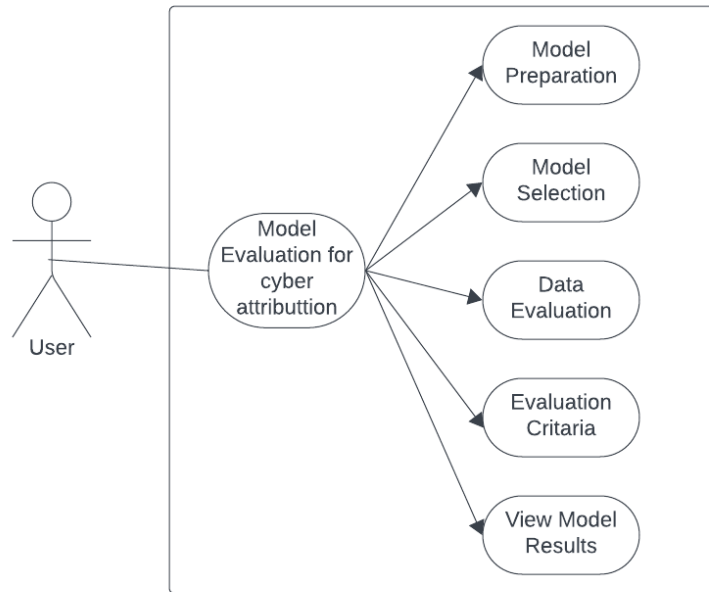 Model
Preparation
Model
Selection
Model
Evaluation for
cyber
attributtion
Data
Evaluation
User
Evaluation
Critaria
View Model
Results